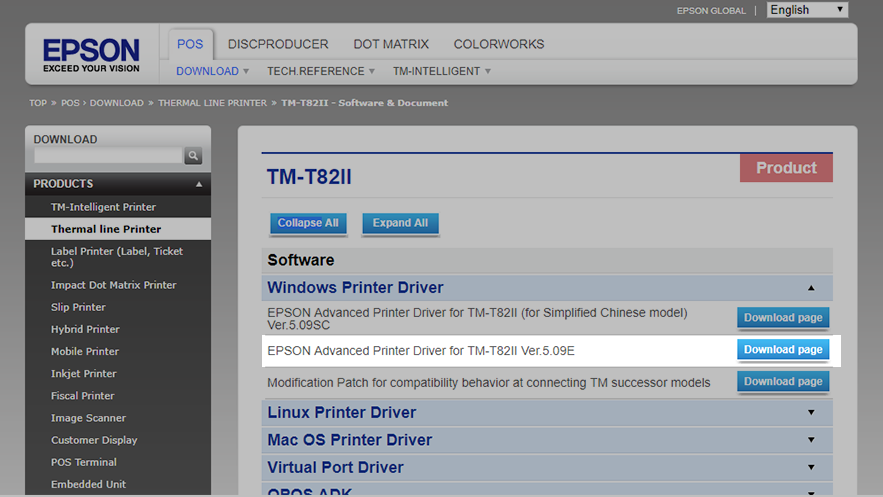 EPSON GLOBAL | English
EPSON
EXCEED YOUR VISION
POS DISCPRODUCER DOT MATRIX COLORWORKS
DOWNLOAD TECH.REFERENCE TM-INTELLIGENT
TOP » POS › DOWNLOAD » THERMAL LINE PRINTER » TM-T82II - Software & Document
DOWNLOAD
PRODUCTS
TM-Intelligent Printer
Thermal line Printer
Label Printer (Label, Ticket
etc.)
Impact Dot Matrix Printer
Slip Printer
Hybrid Printer
Mobile Printer
Inkjet Printer
Fiscal Printer
Image Scanner
Customer Display
POS Terminal
Embedded Unit
TM-T82II
Product
Collapse All Expand All
Software
Windows Printer Driver
EPSON Advanced Printer Driver for TM-T82II (for Simplified Chinese model)
Ver.5.09SC
Download page
EPSON Advanced Printer Driver for TM-T82II Ver.5.09E Download page
Modification Patch for compatibility behavior at connecting TM successor models Download page
Linux Printer Driver
Mac OS Printer Driver
Virtual Port Driver
OPOS ADK